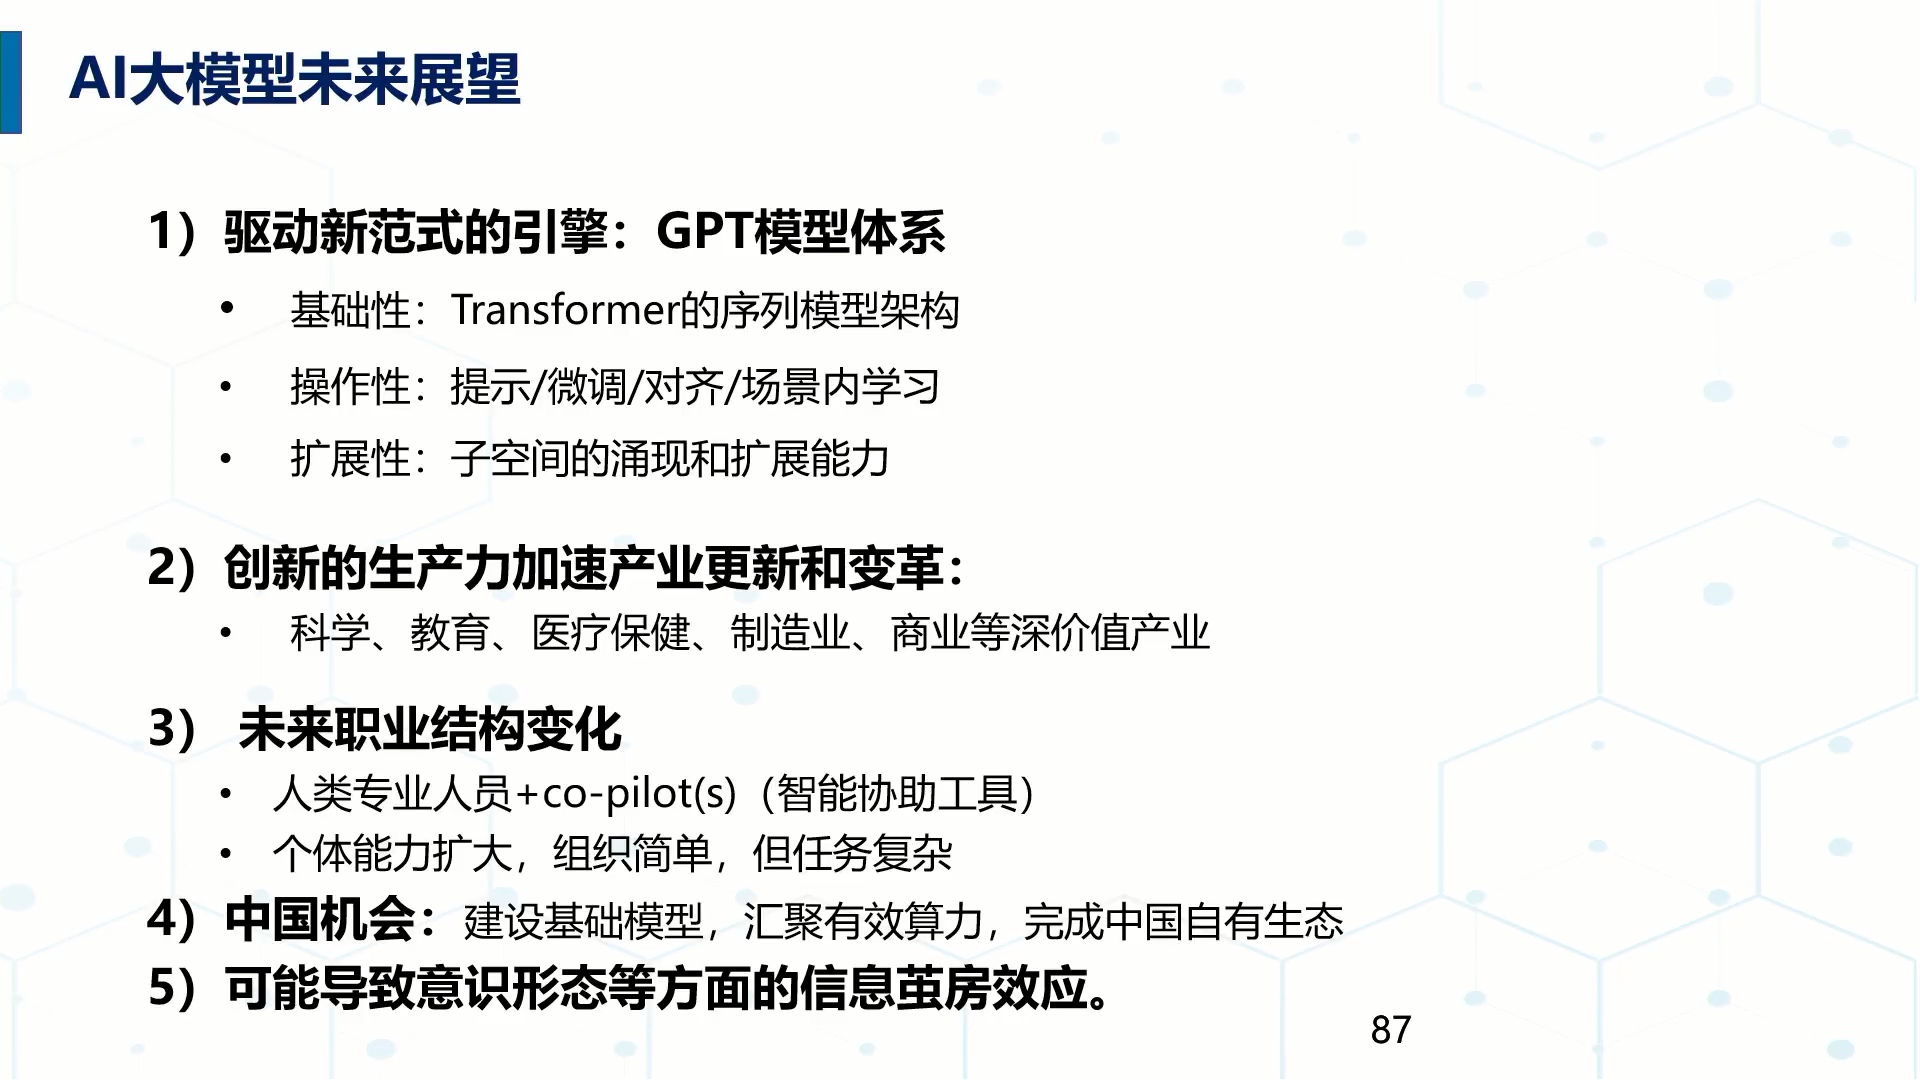 AI大模型未来展望
1）驱动新范式的引擎：GPT模型体系
• 基础性：Transformer的序列模型架构
• 操作性：提示/微调/对齐/场景内学习
• 扩展性：子空间的涌现和扩展能力
2）创新的生产力加速产业更新和变革：
• 科学、教育、医疗保健、制造业、商业等深价值产业
3） 未来职业结构变化
• 人类专业人员+co-pilot(s)（智能协助工具）
• 个体能力扩大，组织简单，但任务复杂
4）中国机会：建设基础模型，汇聚有效算力，完成中国自有生态
5）可能导致意识形态等方面的信息茧房效应。
87